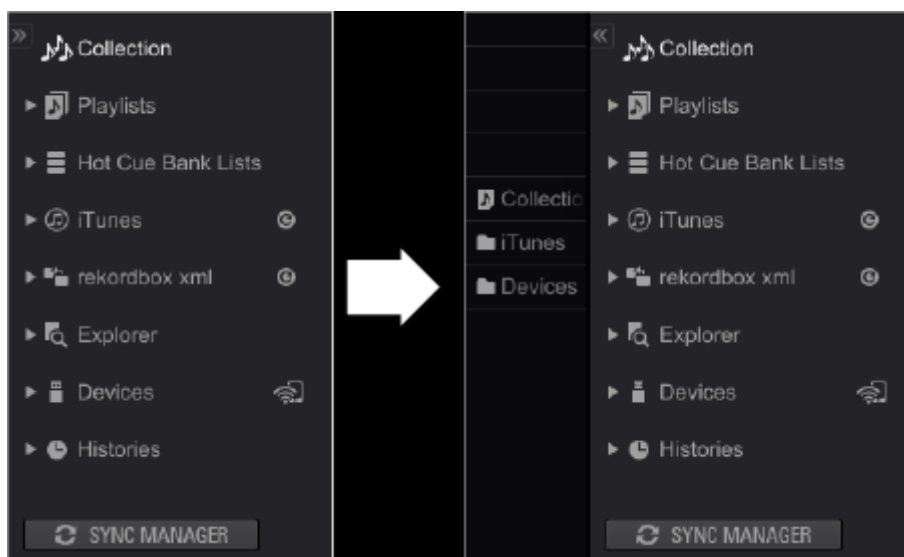 Collection
Playlists
Hot Cue Bank Lists
iTunes
rekordbox xml
Explorer
Devices
Histories
SYNC MANAGER
Collectio
iTunes
Devices
Collection
Playlists
Hot Cue Bank Lists
iTunes
rekordbox xml
Explorer
Devices
Histories
SYNC MANAGER